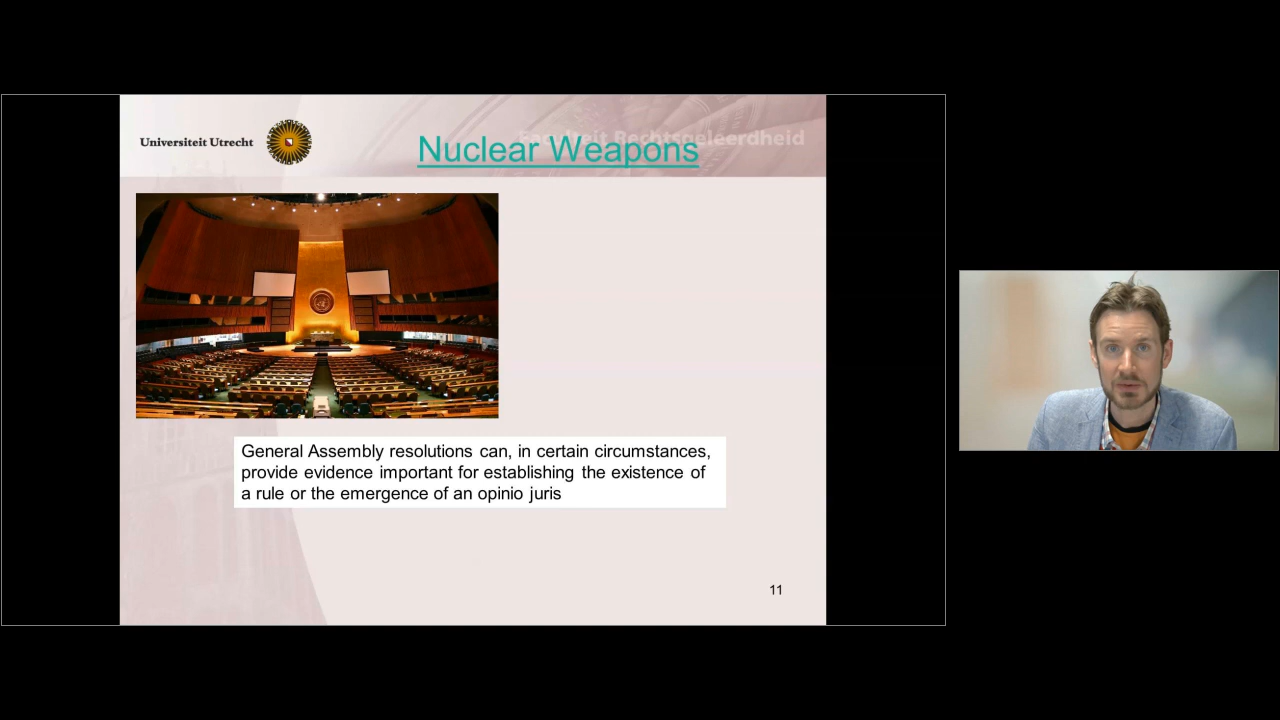 Universiteit Utrecht
Faculteit Rechtsgeleerdheid
Nuclear Weapons
General Assembly resolutions can, in certain circumstances,
provide evidence important for establishing the existence of
a rule or the emergence of an opinio juris
11